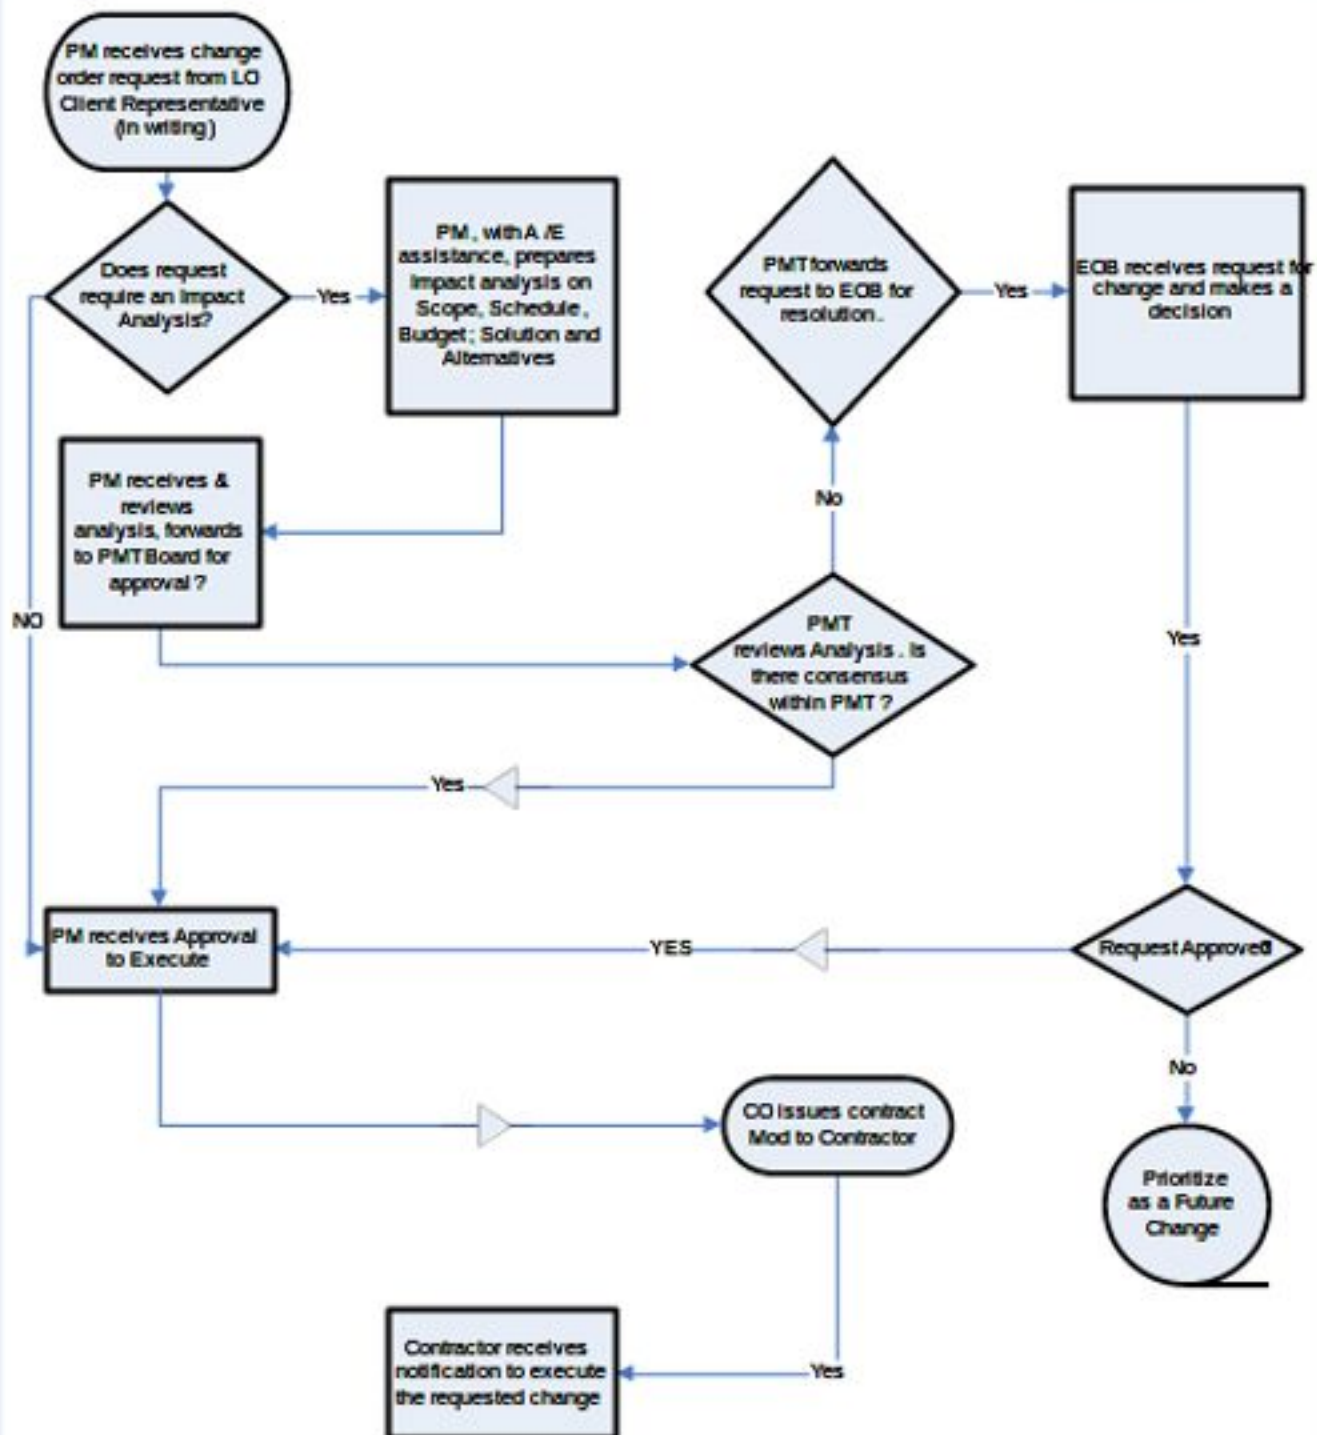 PM receives change
order request from LO
Client Representative
(in writing)
Does request
require an Impact
Analysis?
Yes
PM, with A/E
assistance, prepares
Impact analysis on
Scope, Schedule,
Budget; Solution and
Alternatives
PMT forwards
request to EOB for
resolution.
Yes
EOB receives request for
change and makes a
decision
PM receives &
reviews
analysis, forwards
to PMT Board for
approval?
No
NO
PMT
reviews Analysis. Is
there consensus
within PMT?
Yes
Yes
PM receives Approval
to Execute
YES
Request Approved?
No
CO issues contract
Mod to Contractor
Prioritize
as a Future
Change
Contractor receives
notification to execute
the requested change
Yes